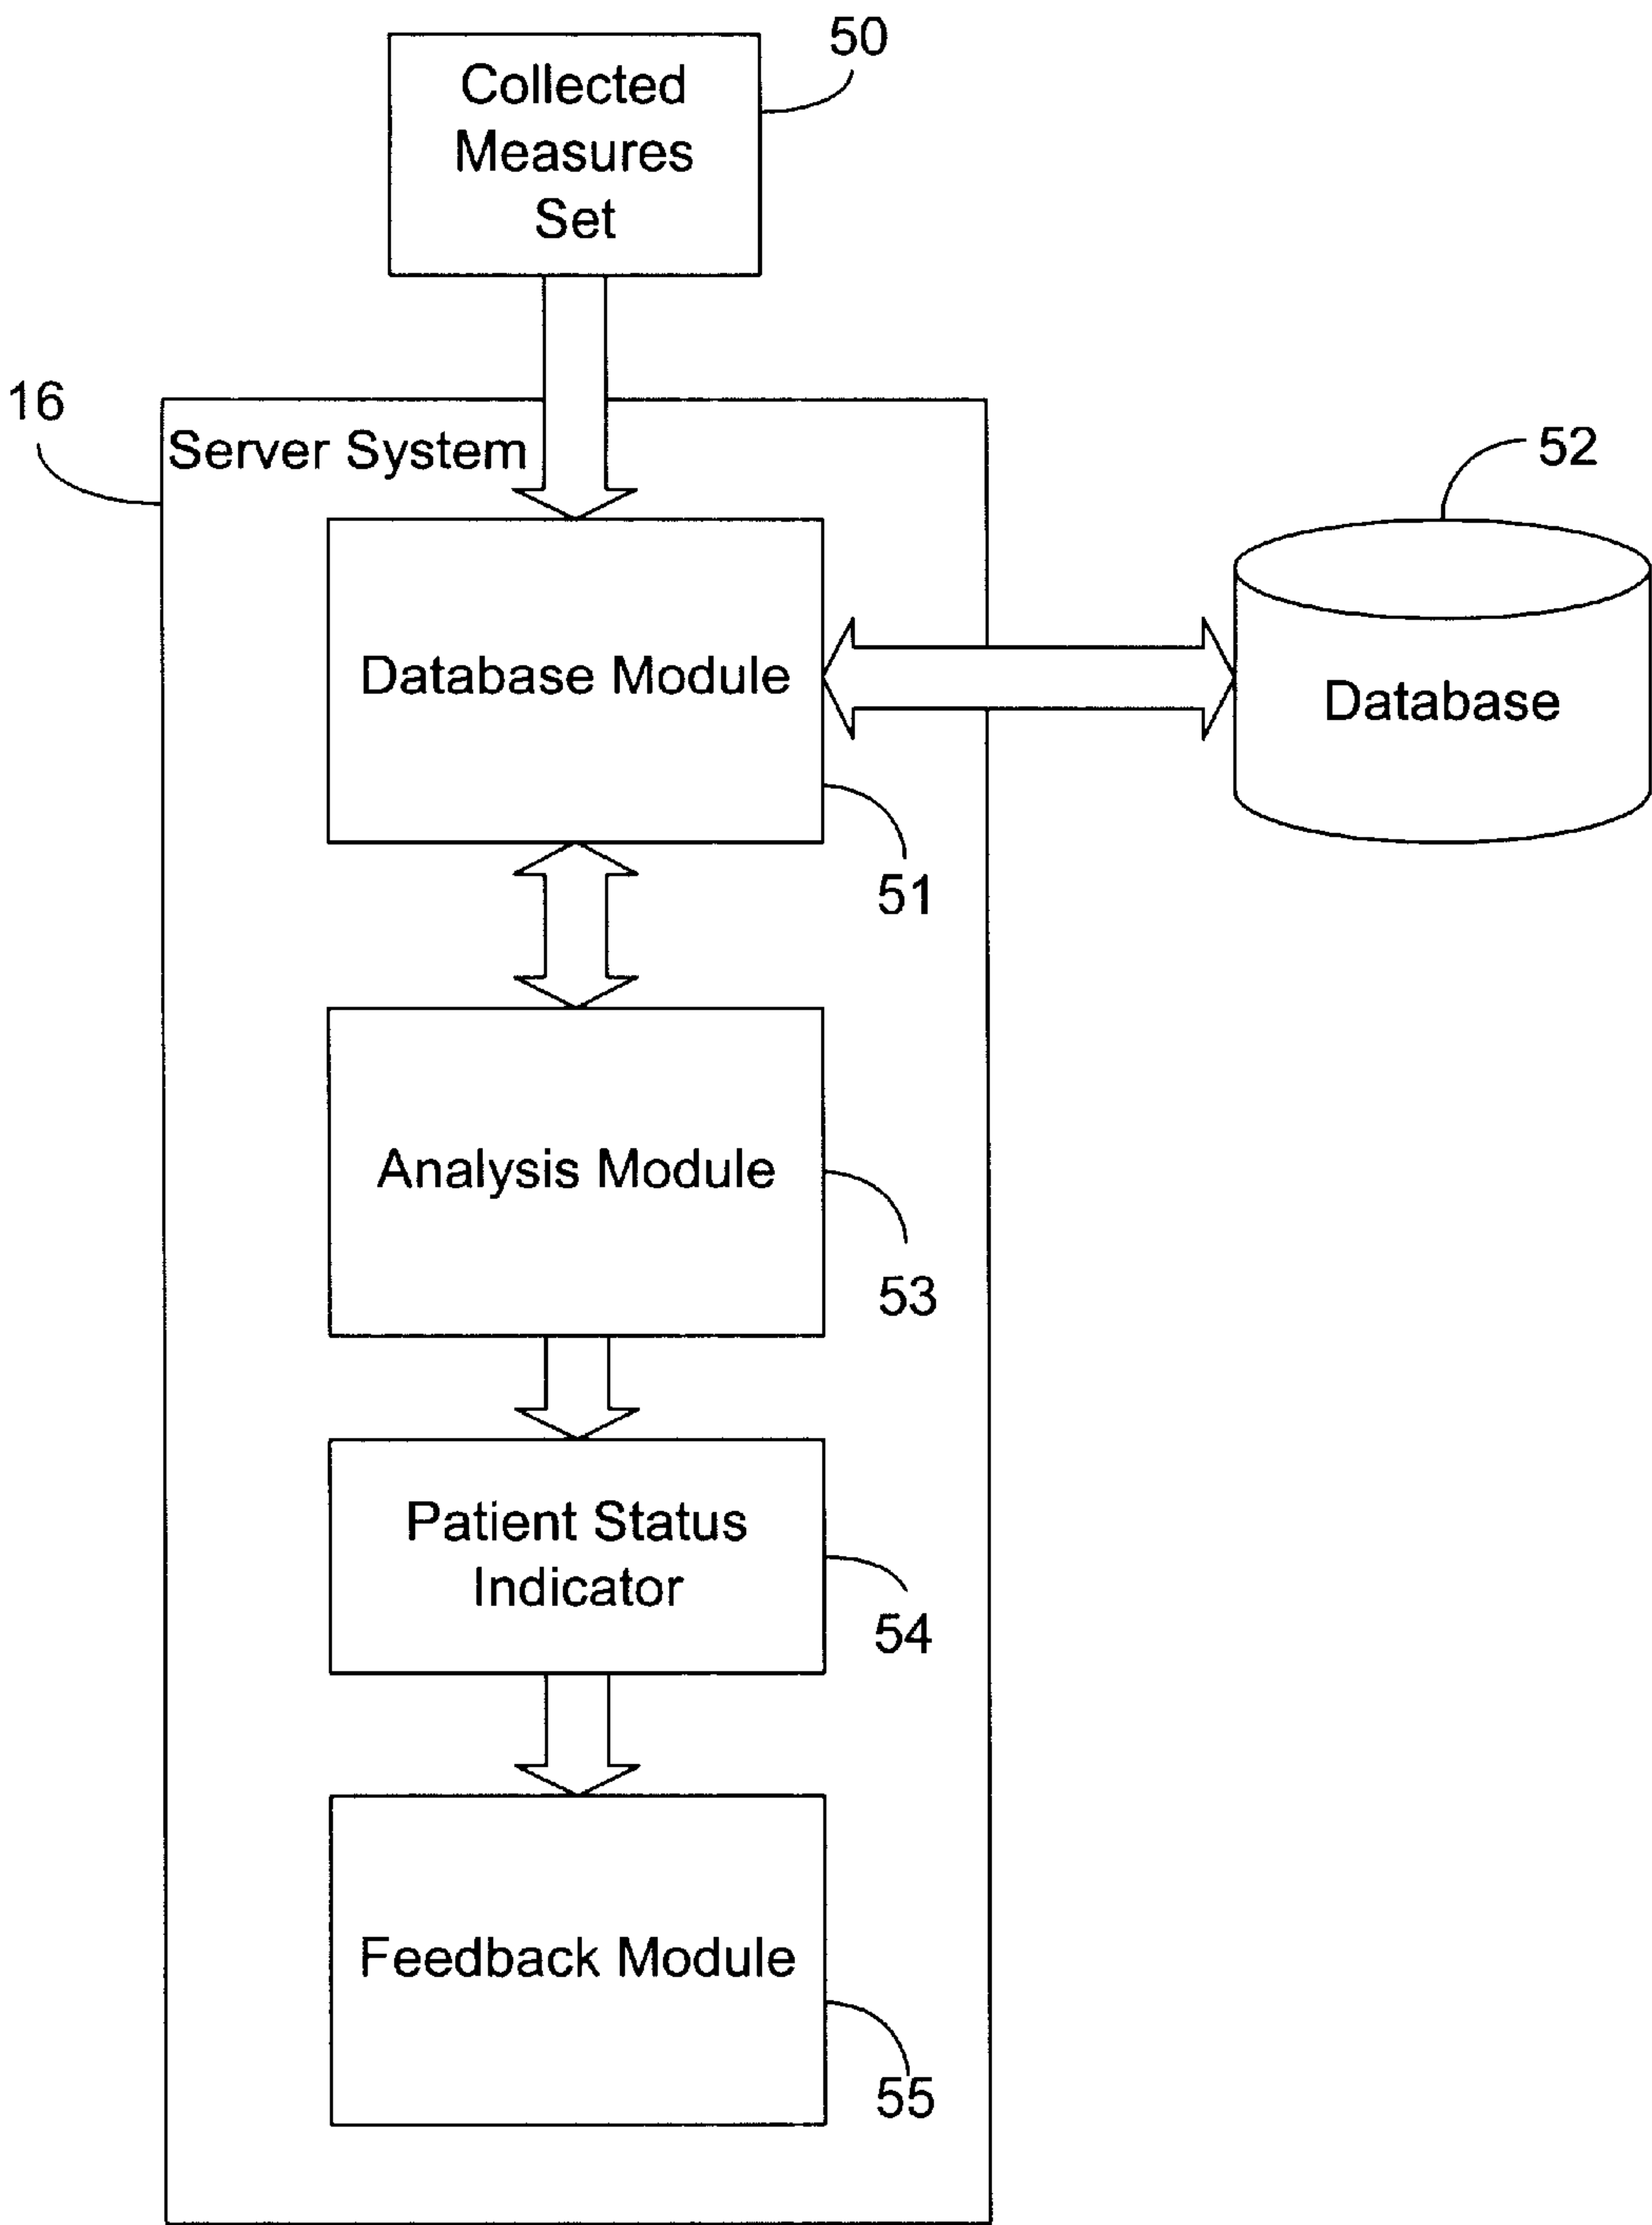 50
Collected
Measures
Set
16
Server System
52
Database Module
Database
51
Analysis Module
53
Patient Status
Indicator
54
Feedback Module
55